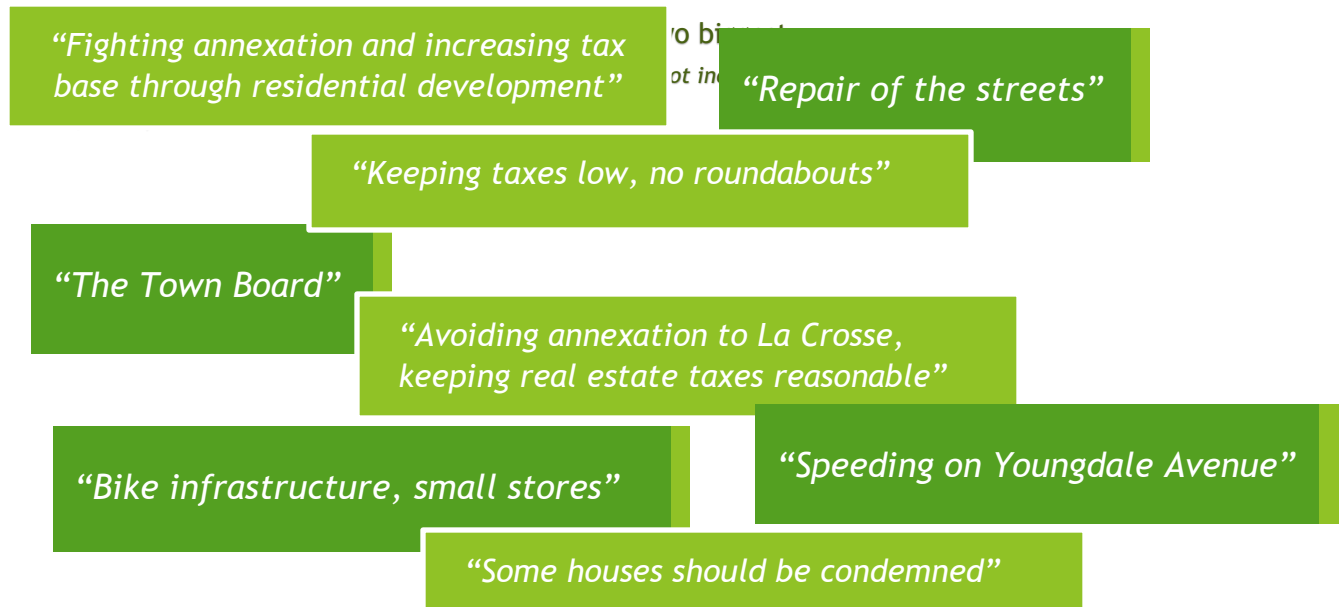 “Fighting annexation and increasing tax
base through residential development”
“Repair of the streets”
“Keeping taxes low, no roundabouts”
“The Town Board”
“Avoiding annexation to La Crosse,
keeping real estate taxes reasonable”
“Speeding on Youngdale Avenue”
“Bike infrastructure, small stores”
“Some houses should be condemned”